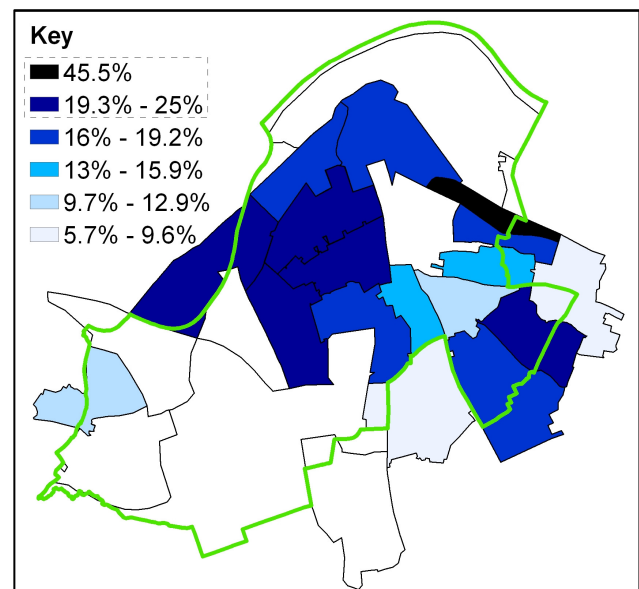 Key
45.5%
19.3% - 25%
16% - 19.2%
13% - 15.9%
9.7% - 12.9%
5.7% - 9.6%